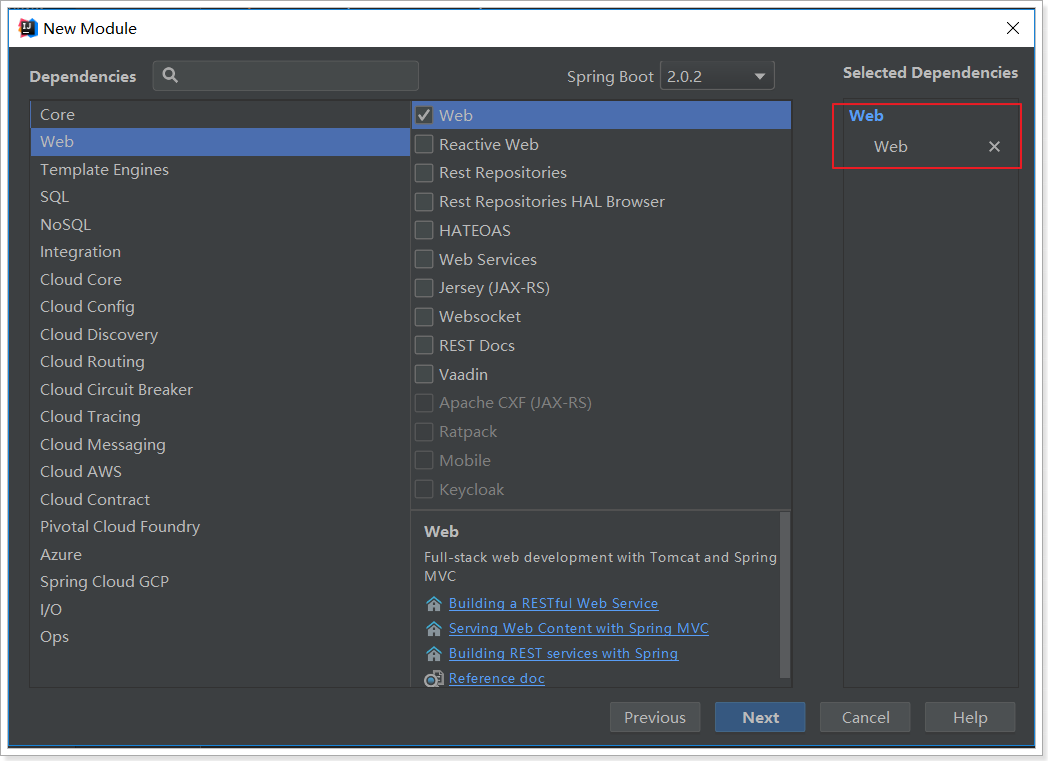 New Module
Dependencies
Spring Boot 2.0.2
Selected Dependencies
Core
Web
Template Engines
SQL
NoSQL
Integration
Cloud Core
Cloud Config
Cloud Discovery
Cloud Routing
Cloud Circuit Breaker
Cloud Tracing
Cloud Messaging
Cloud AWS
Cloud Contract
Pivotal Cloud Foundry
Azure
Spring Cloud GCP
I/O
Ops
Web
Reactive Web
Rest Repositories
Rest Repositories HAL Browser
HATEOAS
Web Services
Jersey (JAX-RS)
Websocket
REST Docs
Vaadin
Apache CXF (JAX-RS)
Ratpack
Mobile
Keycloak
Web
Full-stack web development with Tomcat and Spring
MVC
Building a RESTful Web Service
Serving Web Content with Spring MVC
Building REST services with Spring
Reference doc
Web
Web
Previous
Next
Cancel
Help